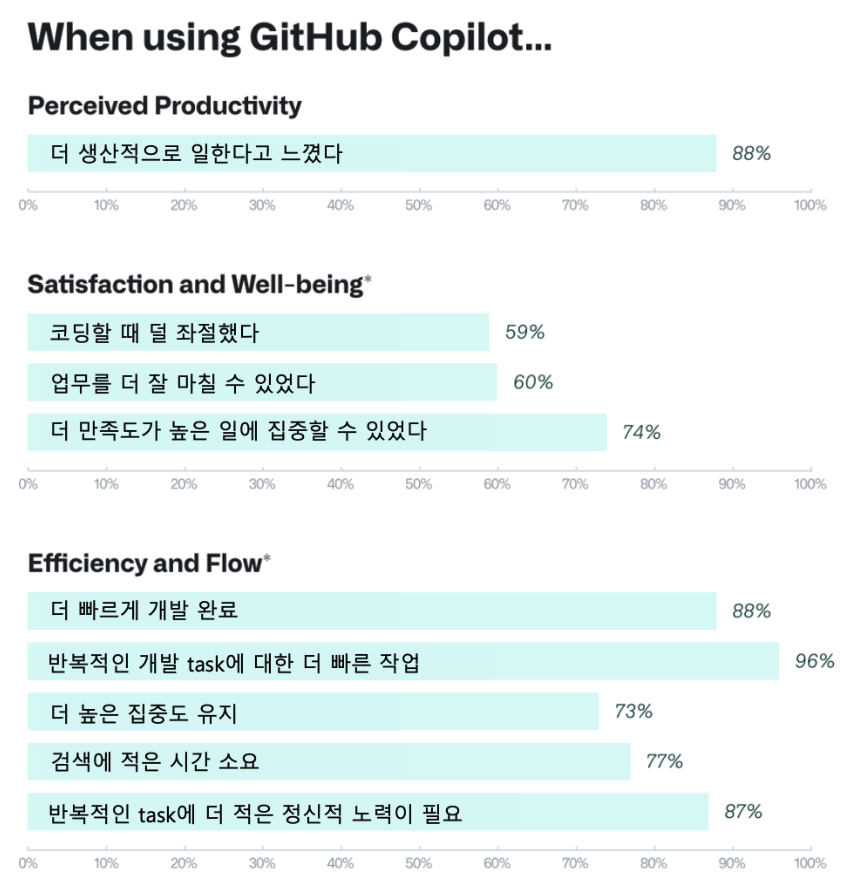 When using GitHub Copilot...
Perceived Productivity
더 생산적으로 일한다고 느꼈다 88%
0% 10% 20% 30% 40% 50% 60% 70% 80% 90% 100%
Satisfaction and Well-being*
코딩할 때 덜 좌절했다 59%
업무를 더 잘 마칠 수 있었다 60%
더 만족도가 높은 일에 집중할 수 있었다 74%
0% 10% 20% 30% 40% 50% 60% 70% 80% 90% 100%
Efficiency and Flow*
더 빠르게 개발 완료 88%
반복적인 개발 task에 대한 더 빠른 작업 96%
더 높은 집중도 유지 73%
검색에 적은 시간 소요 77%
반복적인 task에 더 적은 정신적 노력이 필요 87%
0% 10% 20% 30% 40% 50% 60% 70% 80% 90% 100%